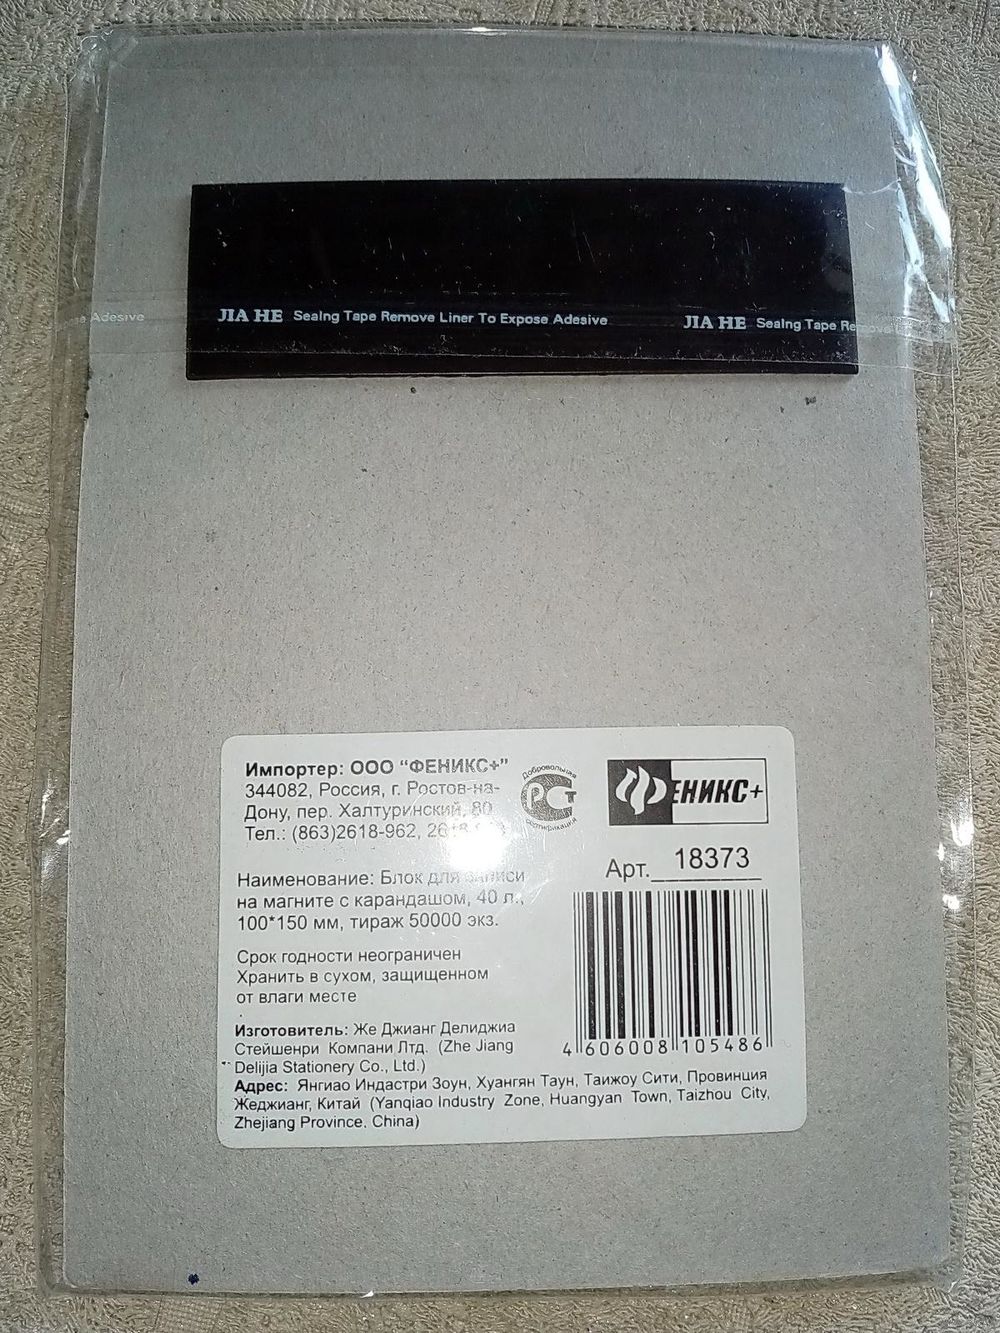 se Adesive JIA HE Sealng Tape Remove Liner To Expose Adesive JIA HE Sealng Tape Remove
Импортер: ООО "ФЕНИКС+"
344082, Россия, г. Ростов-на-
Дону, пер. Халтуринский, 80
Тел.: (863)2618-962,
Добровольная
РСТ
сертификация
ФЕНИКС+
Арт. 18373
Наименование: Блок для записи
на магните с карандашом, 40 л.,
100*150 мм, тираж 50000 экз.
Срок годности неограничен
Хранить в сухом, защищенном
от влаги месте
Изготовитель: Же Джианг Делиджиа
Стейшенри Компани Лтд. (Zhe Jiang
Delijia Stationery Co., Ltd.)
4 606008 105486
Адрес: Янгиао Индастри Зоун, Хуангян Таун, Таижоу Сити, Провинция
Жеджианг, Китай (Yanqiao Industry Zone, Huangyan Town, Taizhou City,
Zhejiang Province. China)